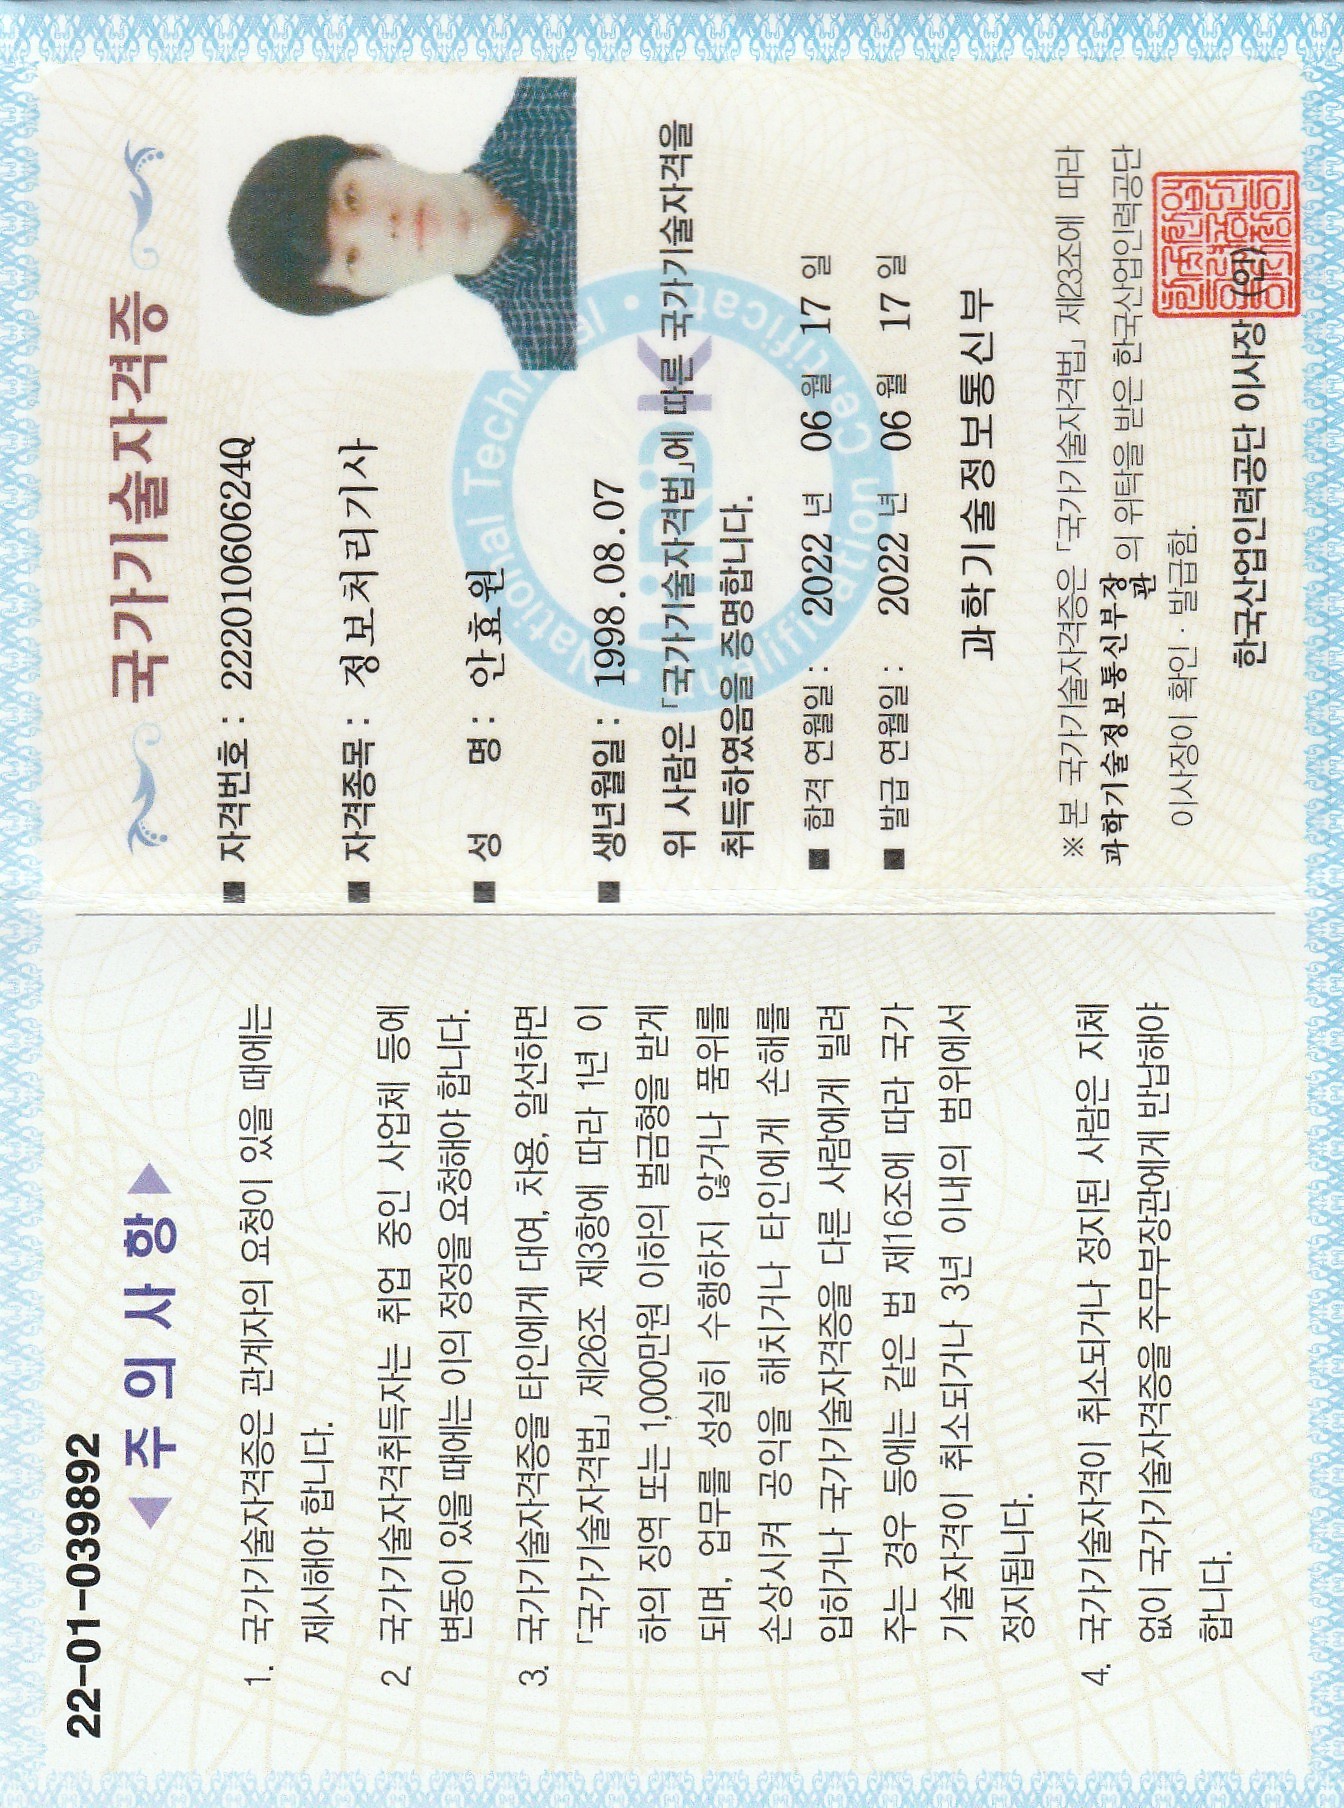 22-01-039892
◀ 주 의 사 항 ▶
1. 국가기술자격증은 관계자의 요청이 있을 때에는
제시해야 합니다.
2. 국가기술자격취득자는 취업 중인 사업체 등에
변동이 있을 때에는 이의 정정을 요청해야 합니다.
3. 국가기술자격증을 타인에게 대여, 차용, 알선하면
「국가기술자격법」 제26조 제3항에 따라 1년 이
하의 징역 또는 1,000만원 이하의 벌금형을 받게
되며, 업무를 성실히 수행하지 않거나 품위를
손상시켜 공익을 해치거나 타인에게 손해를
입히거나 국가기술자격증을 다른 사람에게 빌려
주는 경우 등에는 같은 법 제16조에 따라 국가
기술자격이 취소되거나 3년 이내의 범위에서
정지됩니다.
4. 국가기술자격이 취소되거나 정지된 사람은 지체
없이 국가기술자격증을 주무부장관에게 반납해야
합니다.
국가기술자격증
■ 자격번호 : 22201060624Q
■ 자격종목 : 정보처리기사
■ 성 명 : 안효원
■ 생년월일 : 1998.08.07
위 사람은 「국가기술자격법」에 따른 국가기술자격을
취득하였음을 증명합니다.
■ 합격 연월일 : 2022 년 06 월 17 일
■ 발급 연월일 : 2022 년 06 월 17 일
과학기술정보통신부
※ 본 국가기술자격증은 「국가기술자격법」 제23조에 따라
과학기술정보통신부장
관 의 위탁을 받은 한국산업인력공단
이사장이 확인 · 발급함.
한국산업인력공단 이사장 (인)
National Technical
HRDK
Certificate